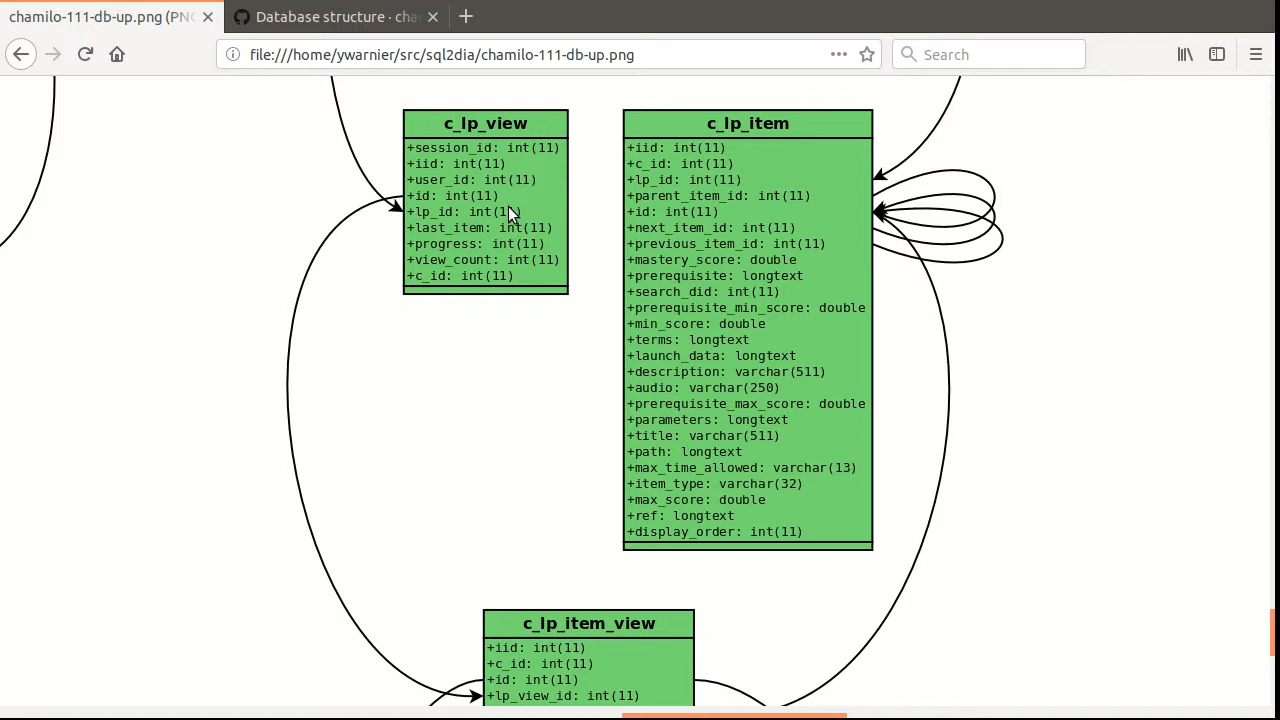 chamilo-111-db-up.png (PN
Database structure · cha
file:///home/ywarnier/src/sql2dia/chamilo-111-db-up.png
Search
c_lp_view
+session_id: int(11)
+iid: int(11)
+user_id: int(11)
+id: int(11)
+lp_id: int(11)
+last_item: int(11)
+progress: int(11)
+view_count: int(11)
+c_id: int(11)
c_lp_item
+iid: int(11)
+c_id: int(11)
+lp_id: int(11)
+parent_item_id: int(11)
+id: int(11)
+next_item_id: int(11)
+previous_item_id: int(11)
+mastery_score: double
+prerequisite: longtext
+search_did: int(11)
+prerequisite_min_score: double
+min_score: double
+terms: longtext
+launch_data: longtext
+description: varchar(511)
+audio: varchar(250)
+prerequisite_max_score: double
+parameters: longtext
+title: varchar(511)
+path: longtext
+max_time_allowed: varchar(13)
+item_type: varchar(32)
+max_score: double
+ref: longtext
+display_order: int(11)
c_lp_item_view
+iid: int(11)
+c_id: int(11)
+id: int(11)
+lp_view_id: int(11)